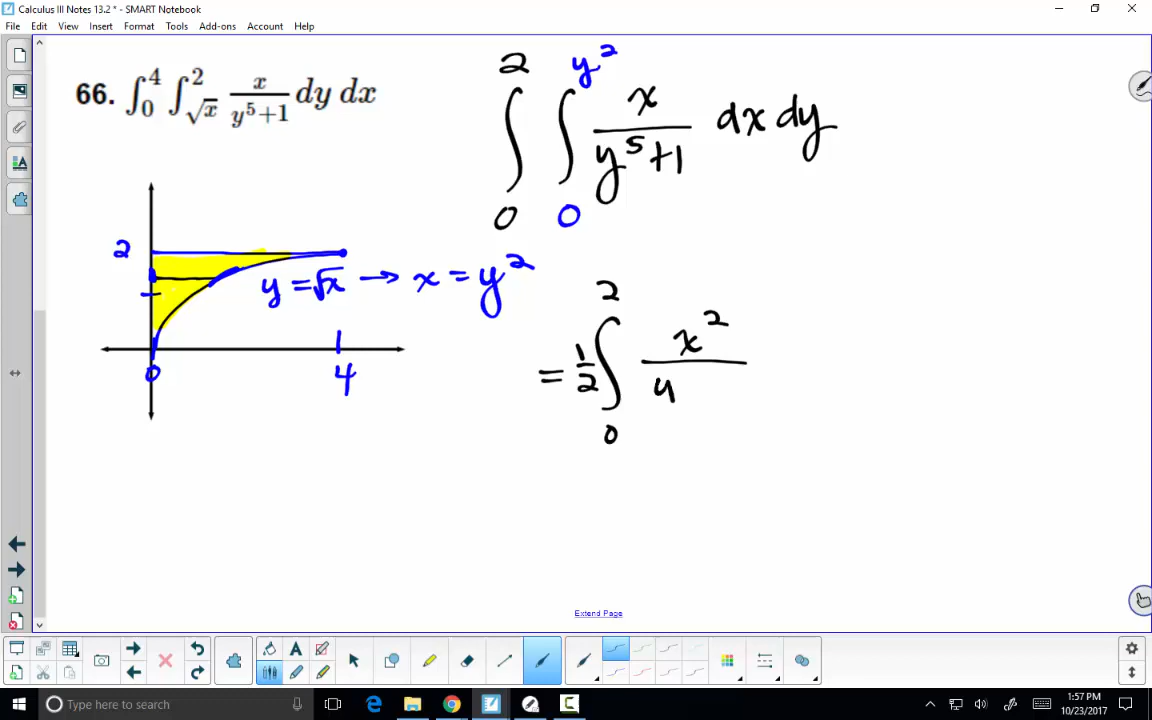 Calculus III Notes 13.2 * - SMART Notebook
File Edit View Insert Format Tools Add-ons Account Help
66. ∫₀⁴ ∫_{√x}² x/(y⁵+1) dy dx
∫₀² ∫₀^{y²} x/(y⁵+1) dx dy
2
y = √x → x = y²
0
4
= 1/2 ∫₀² x²/y
Extend Page
Type here to search
1:57 PM
10/23/2017